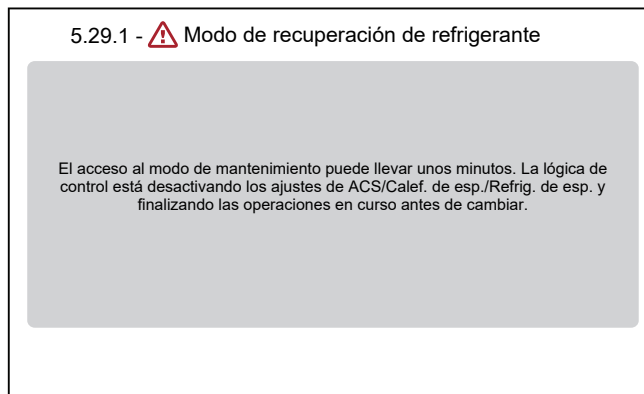 5.29.1 - Modo de recuperación de refrigerante
El acceso al modo de mantenimiento puede llevar unos minutos. La lógica de
control está desactivando los ajustes de ACS/Calef. de esp./Refrig. de esp. y
finalizando las operaciones en curso antes de cambiar.